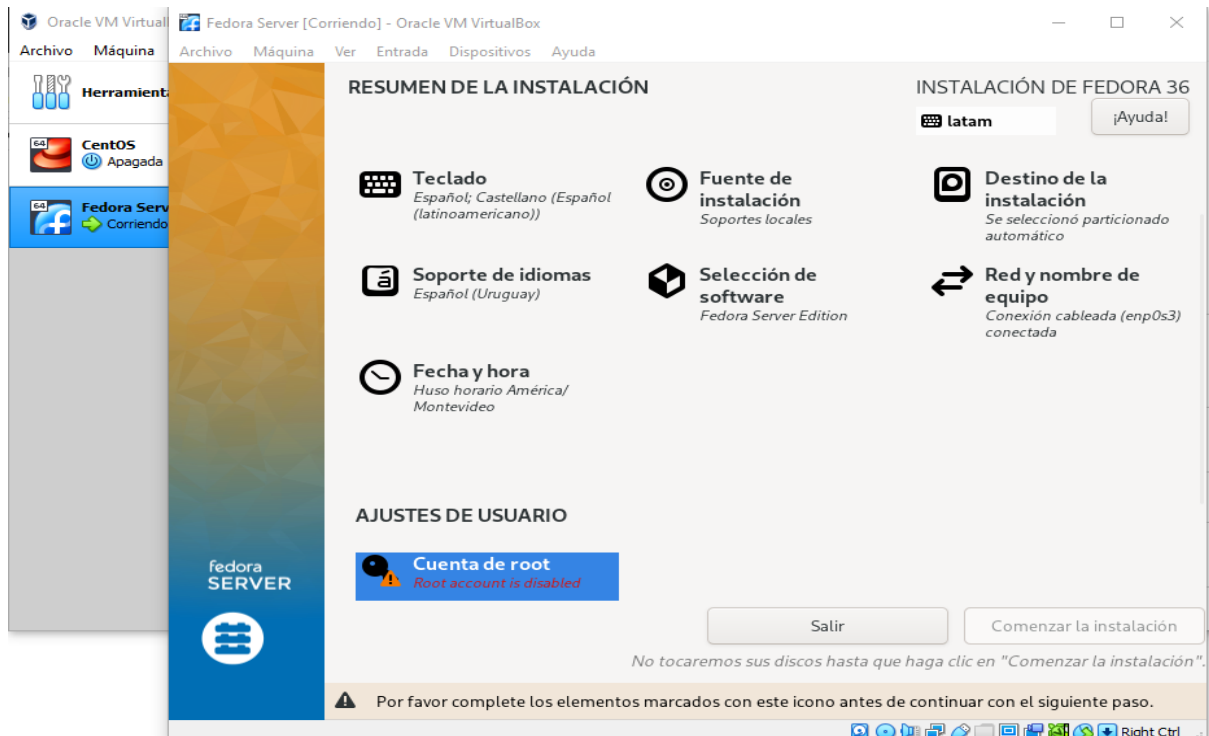 Oracle VM Virtual
Archivo Máquina
Herramient
64
CentOS
Apagada
64
Fedora Serv
Corriendo
Fedora Server [Corriendo] - Oracle VM VirtualBox
Archivo Máquina Ver Entrada Dispositivos Ayuda
RESUMEN DE LA INSTALACIÓN
INSTALACIÓN DE FEDORA 36
latam
¡Ayuda!
Teclado
Español; Castellano (Español
(latinoamericano))
Fuente de
instalación
Soportes locales
Destino de la
instalación
Se seleccionó particionado
automático
Soporte de idiomas
Español (Uruguay)
Selección de
software
Fedora Server Edition
Red y nombre de
equipo
Conexión cableada (enp0s3)
conectada
Fecha y hora
Huso horario América/
Montevideo
AJUSTES DE USUARIO
Cuenta de root
Root account is disabled
fedora
SERVER
Salir
Comenzar la instalación
No tocaremos sus discos hasta que haga clic en "Comenzar la instalación".
Por favor complete los elementos marcados con este icono antes de continuar con el siguiente paso.
Right Ctrl